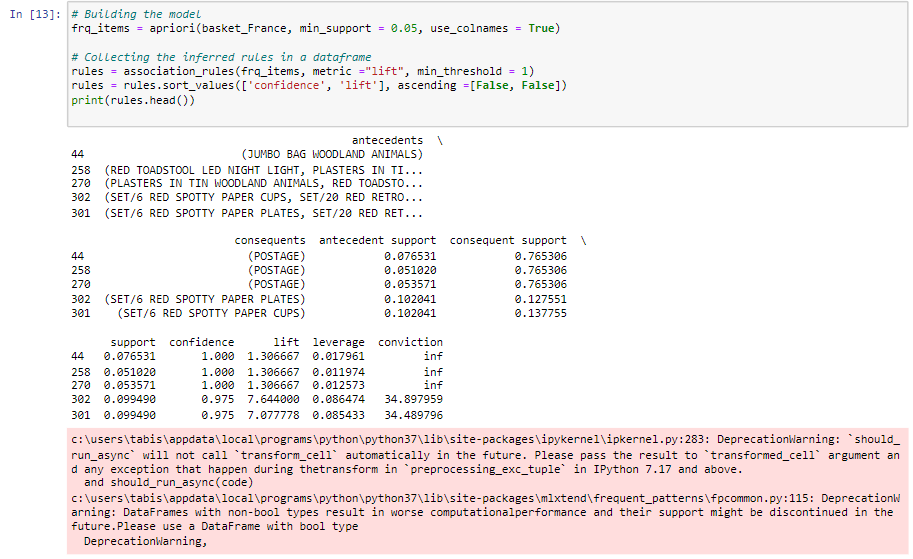 In [13]: # Building the model
frq_items = apriori(basket_France, min_support = 0.05, use_colnames = True)
# Collecting the inferred rules in a dataframe
rules = association_rules(frq_items, metric ="lift", min_threshold = 1)
rules = rules.sort_values(['confidence', 'lift'], ascending =[False, False])
print(rules.head())
antecedents \
44 (JUMBO BAG WOODLAND ANIMALS)
258 (RED TOADSTOOL LED NIGHT LIGHT, PLASTERS IN TI...
270 (PLASTERS IN TIN WOODLAND ANIMALS, RED TOADSTO...
302 (SET/6 RED SPOTTY PAPER CUPS, SET/20 RED RETRO...
301 (SET/6 RED SPOTTY PAPER PLATES, SET/20 RED RET...
consequents antecedent support consequent support \
44 (POSTAGE) 0.076531 0.765306
258 (POSTAGE) 0.051020 0.765306
270 (POSTAGE) 0.053571 0.765306
302 (SET/6 RED SPOTTY PAPER PLATES) 0.102041 0.127551
301 (SET/6 RED SPOTTY PAPER CUPS) 0.102041 0.137755
support confidence lift leverage conviction
44 0.076531 1.000 1.306667 0.017961 inf
258 0.051020 1.000 1.306667 0.011974 inf
270 0.053571 1.000 1.306667 0.012573 inf
302 0.099490 0.975 7.644000 0.086474 34.897959
301 0.099490 0.975 7.077778 0.085433 34.489796
c:\users\tabis\appdata\local\programs\python\python37\lib\site-packages\ipykernel\ipkernel.py:283: DeprecationWarning: `should_
run_async` will not call `transform_cell` automatically in the future. Please pass the result to `transformed_cell` argument an
d any exception that happen during thetransform in `preprocessing_exc_tuple` in IPython 7.17 and above.
and should_run_async(code)
c:\users\tabis\appdata\local\programs\python\python37\lib\site-packages\mlxtend\frequent_patterns\fpcommon.py:115: DeprecationW
arning: DataFrames with non-bool types result in worse computationalperformance and their support might be discontinued in the
future.Please use a DataFrame with bool type
DeprecationWarning,